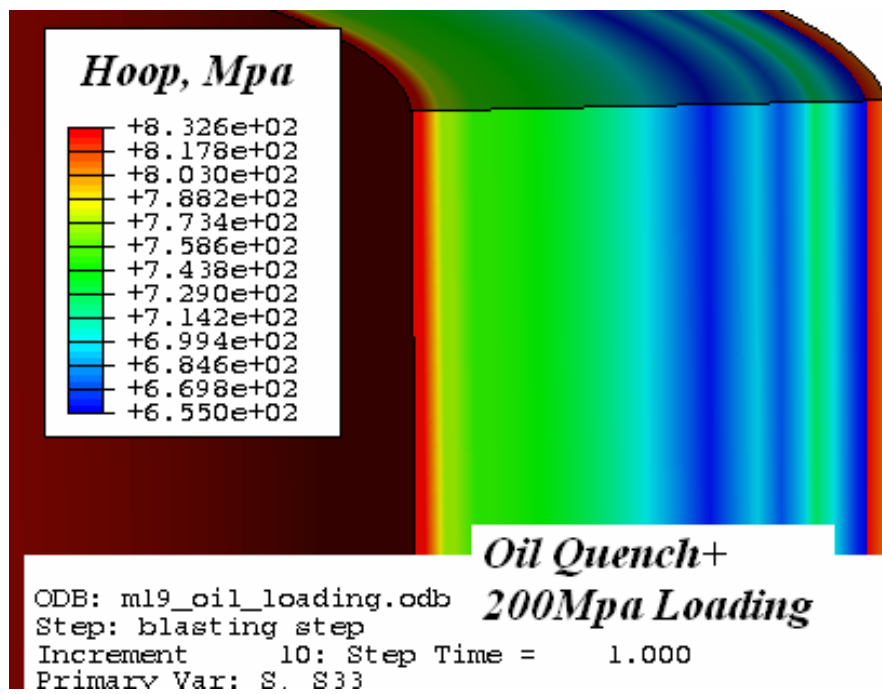 Hoop, Mpa
+8.326e+02
+8.178e+02
+8.030e+02
+7.882e+02
+7.734e+02
+7.586e+02
+7.438e+02
+7.290e+02
+7.142e+02
+6.994e+02
+6.846e+02
+6.698e+02
+6.550e+02
Oil Quench+
200Mpa Loading
ODB: m19_oil_loading.odb
Step: blasting step
Increment 10: Step Time = 1.000
Primary Var: S, S33